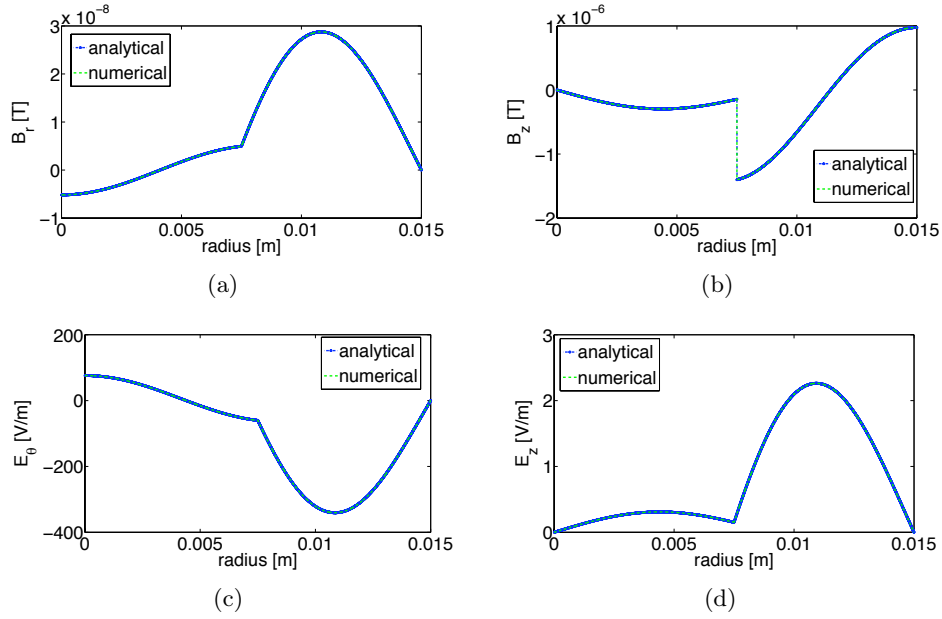 x 10⁻⁸
3
2
1
0
−1
B_r [T]
analytical
numerical
0
0.005
0.01
0.015
radius [m]
(a)
x 10⁻⁶
1
0
−1
−2
B_z [T]
analytical
numerical
0
0.005
0.01
0.015
radius [m]
(b)
200
0
−200
−400
E_θ [V/m]
analytical
numerical
0
0.005
0.01
0.015
radius [m]
(c)
3
2
1
0
E_z [V/m]
analytical
numerical
0
0.005
0.01
0.015
radius [m]
(d)